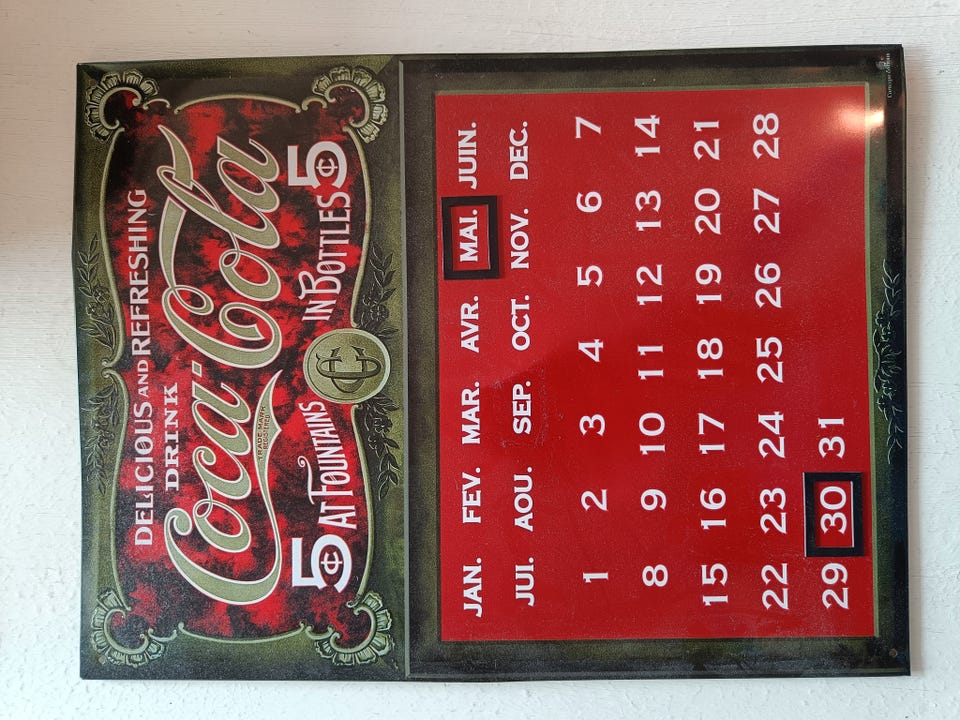 DELICIOUS AND REFRESHING
DRINK
Coca-Cola
TRADE MARK
REGISTERED
5¢ AT FOUNTAINS IN BOTTLES 5¢
JAN. FEV. MAR. AVR. MAI. JUIN.
JUI. AOU. SEP. OCT. NOV. DEC.
1 2 3 4 5 6 7
8 9 10 11 12 13 14
15 16 17 18 19 20 21
22 23 24 25 26 27 28
29 30 31